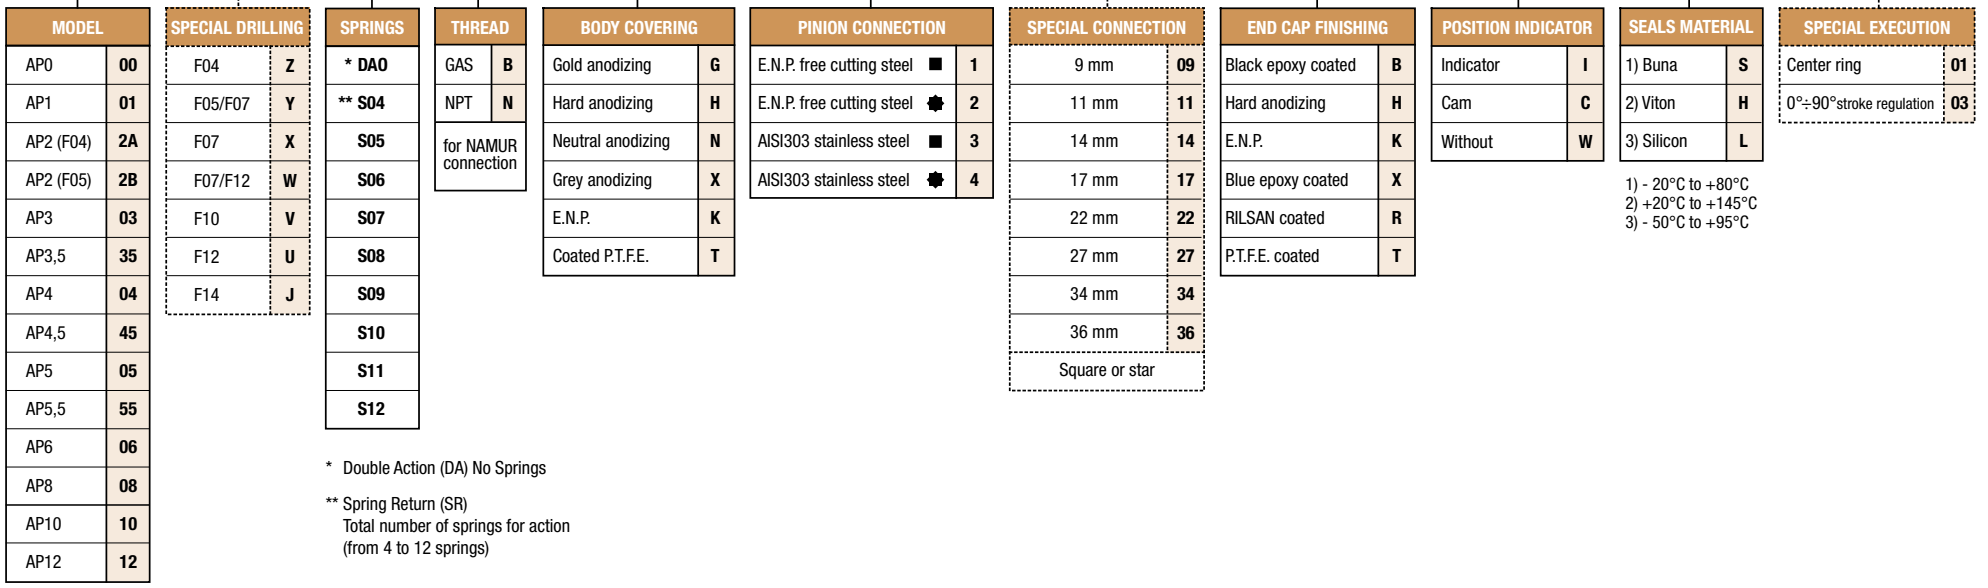 MODEL
AP0 00
AP1 01
AP2 (F04) 2A
AP2 (F05) 2B
AP3 03
AP3,5 35
AP4 04
AP4,5 45
AP5 05
AP5,5 55
AP6 06
AP8 08
AP10 10
AP12 12
SPECIAL DRILLING
F04 Z
F05/F07 Y
F07 X
F07/F12 W
F10 V
F12 U
F14 J
SPRINGS
* DA0
** S04
S05
S06
S07
S08
S09
S10
S11
S12
* Double Action (DA) No Springs
** Spring Return (SR)
Total number of springs for action
(from 4 to 12 springs)
THREAD
GAS B
NPT N
for NAMUR
connection
BODY COVERING
Gold anodizing G
Hard anodizing H
Neutral anodizing N
Grey anodizing X
E.N.P. K
Coated P.T.F.E. T
PINION CONNECTION
E.N.P. free cutting steel ■ 1
E.N.P. free cutting steel 2
AISI303 stainless steel ■ 3
AISI303 stainless steel 4
SPECIAL CONNECTION
9 mm 09
11 mm 11
14 mm 14
17 mm 17
22 mm 22
27 mm 27
34 mm 34
36 mm 36
Square or star
END CAP FINISHING
Black epoxy coated B
Hard anodizing H
E.N.P. K
Blue epoxy coated X
RILSAN coated R
P.T.F.E. coated T
POSITION INDICATOR
Indicator I
Cam C
Without W
SEALS MATERIAL
1) Buna S
2) Viton H
3) Silicon L
1) - 20°C to +80°C
2) +20°C to +145°C
3) - 50°C to +95°C
SPECIAL EXECUTION
Center ring 01
0°÷90°stroke regulation 03